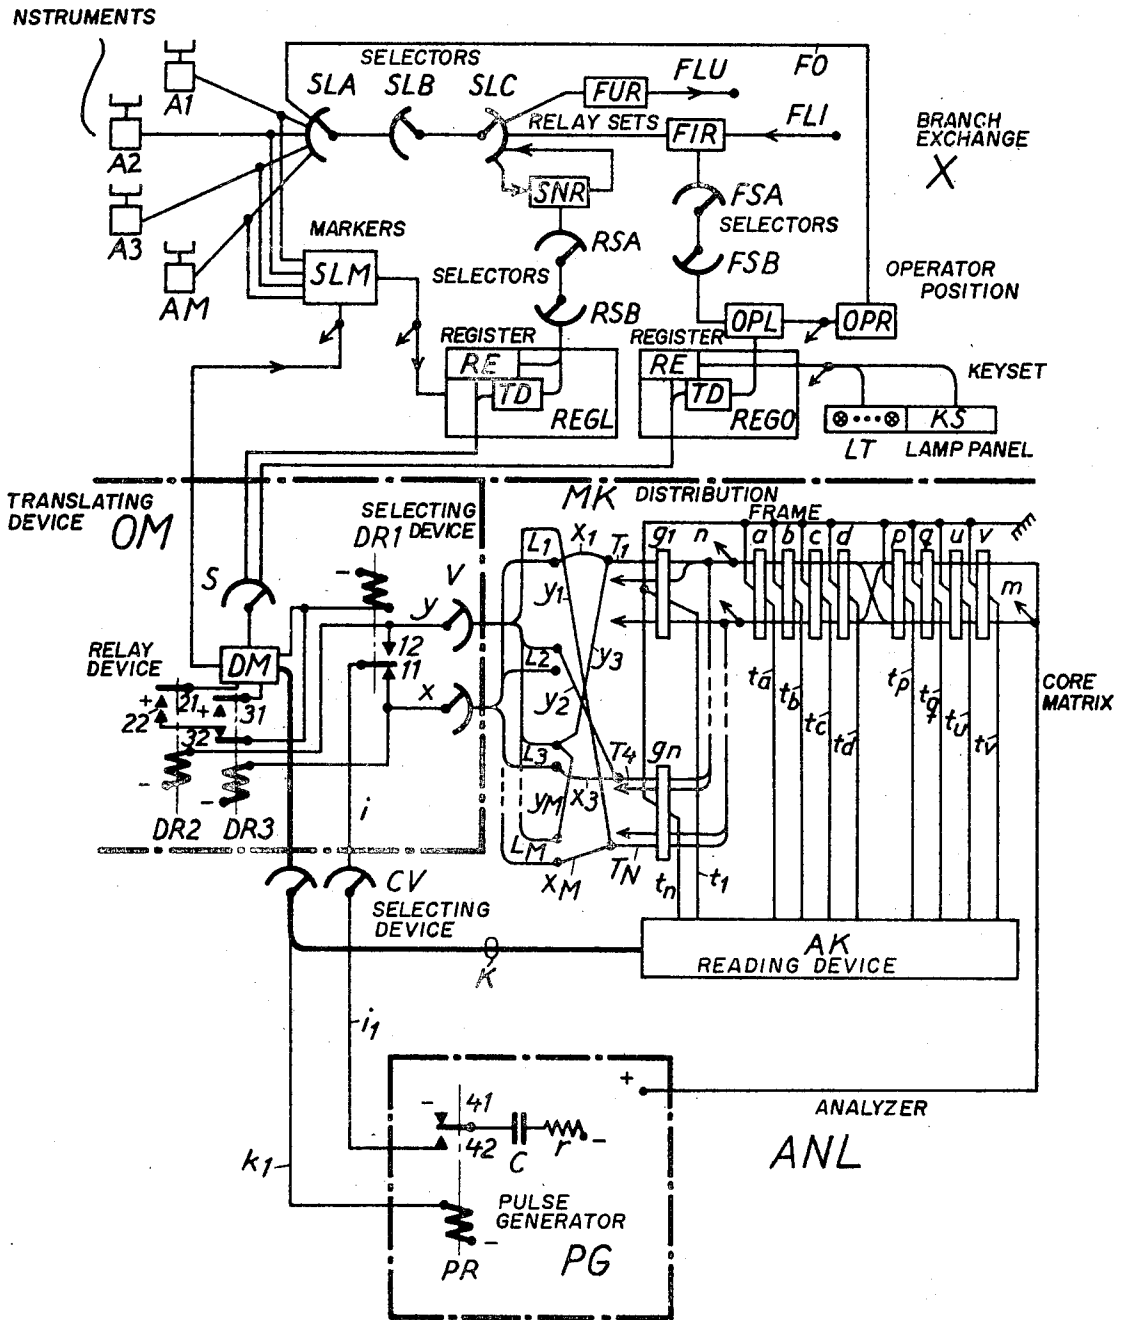 NSTRUMENTS
A1
A2
A3
AM
SELECTORS
SLA
SLB
SLC
FUR
FLU
FO
RELAY SETS
FIR
FLI
BRANCH
EXCHANGE
X
SNR
FSA
SELECTORS
FSB
MARKERS
SLM
RSA
SELECTORS
RSB
OPERATOR
POSITION
OPL
OPR
REGISTER
RE
TD
REGL
REGISTER
RE
TD
REGO
KEYSET
KS
LT
LAMP PANEL
TRANSLATING
DEVICE
OM
SELECTING
DEVICE
DR1
MK
DISTRIBUTION
FRAME
S
V
y
x
12
11
L1
x1
T1
g1
n
a
b
c
d
p
q
u
v
m
y1
y3
L2
y2
L3
T4
gn
x3
yM
LM
xM
TN
tn
t1
ta
tb
tc
td
tp
tq
tu
tv
CORE
MATRIX
RELAY
DEVICE
DM
+
21
22
+
31
32
-
-
-
DR2
DR3
i
CV
SELECTING
DEVICE
K
AK
READING DEVICE
i1
k1
+
ANALYZER
ANL
-
41
42
C
r
-
PULSE
GENERATOR
PG
-
PR